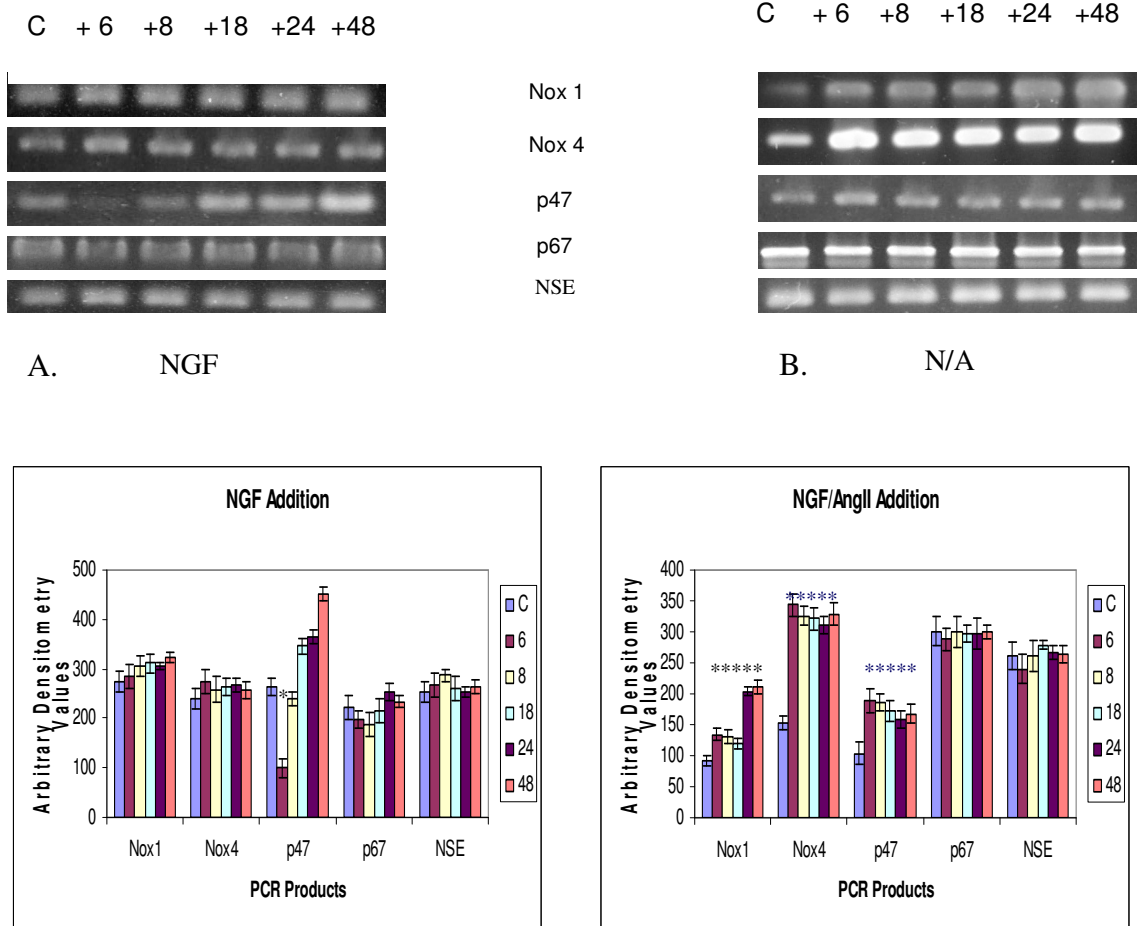 C + 6 +8 +18 +24 +48
C + 6 +8 +18 +24 +48
Nox 1
Nox 4
p47
p67
NSE
A. NGF
B. N/A
NGF Addition
Arbitrary Densitometry
Values
500
400
300
200
100
0
*
Nox1 Nox4 p47 p67 NSE
PCR Products
C
6
8
18
24
48
NGF/AngII Addition
Arbitrary Densitometry
Values
400
350
300
250
200
150
100
50
0
*****
*****
*****
Nox1 Nox4 p47 p67 NSE
PCR Products
C
6
8
18
24
48